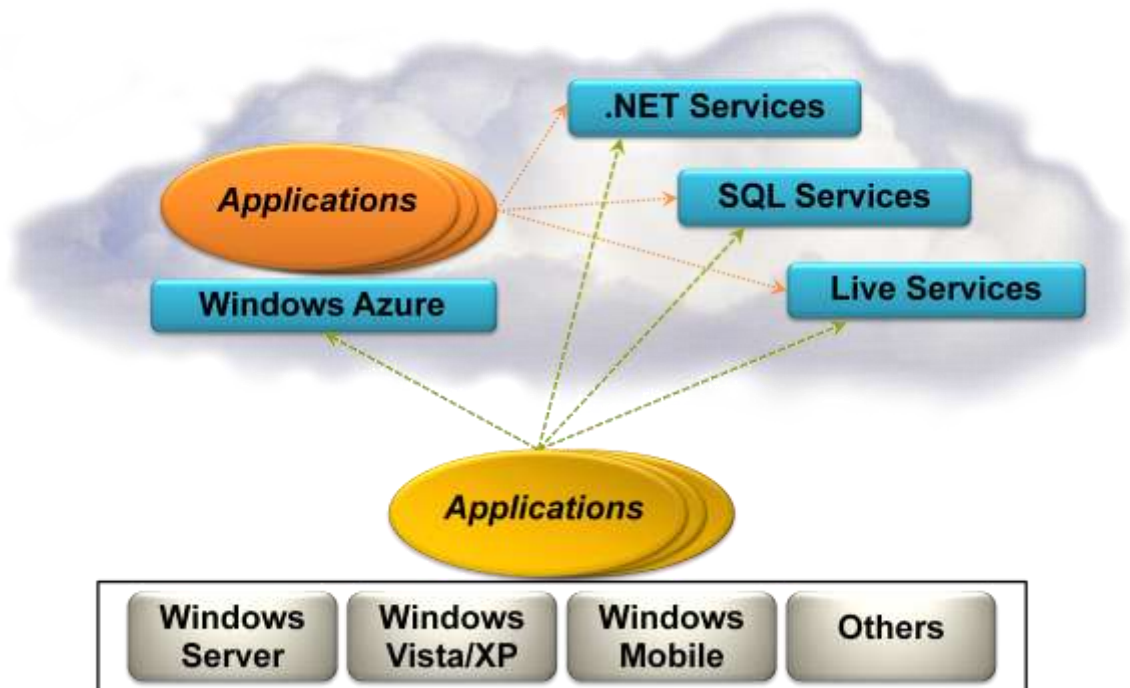 .NET Services
Applications
SQL Services
Live Services
Windows Azure
Applications
Windows
Server
Windows
Vista/XP
Windows
Mobile
Others